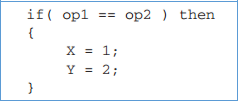 if( op1 == op2 ) then
{
X = 1;
Y = 2;
}